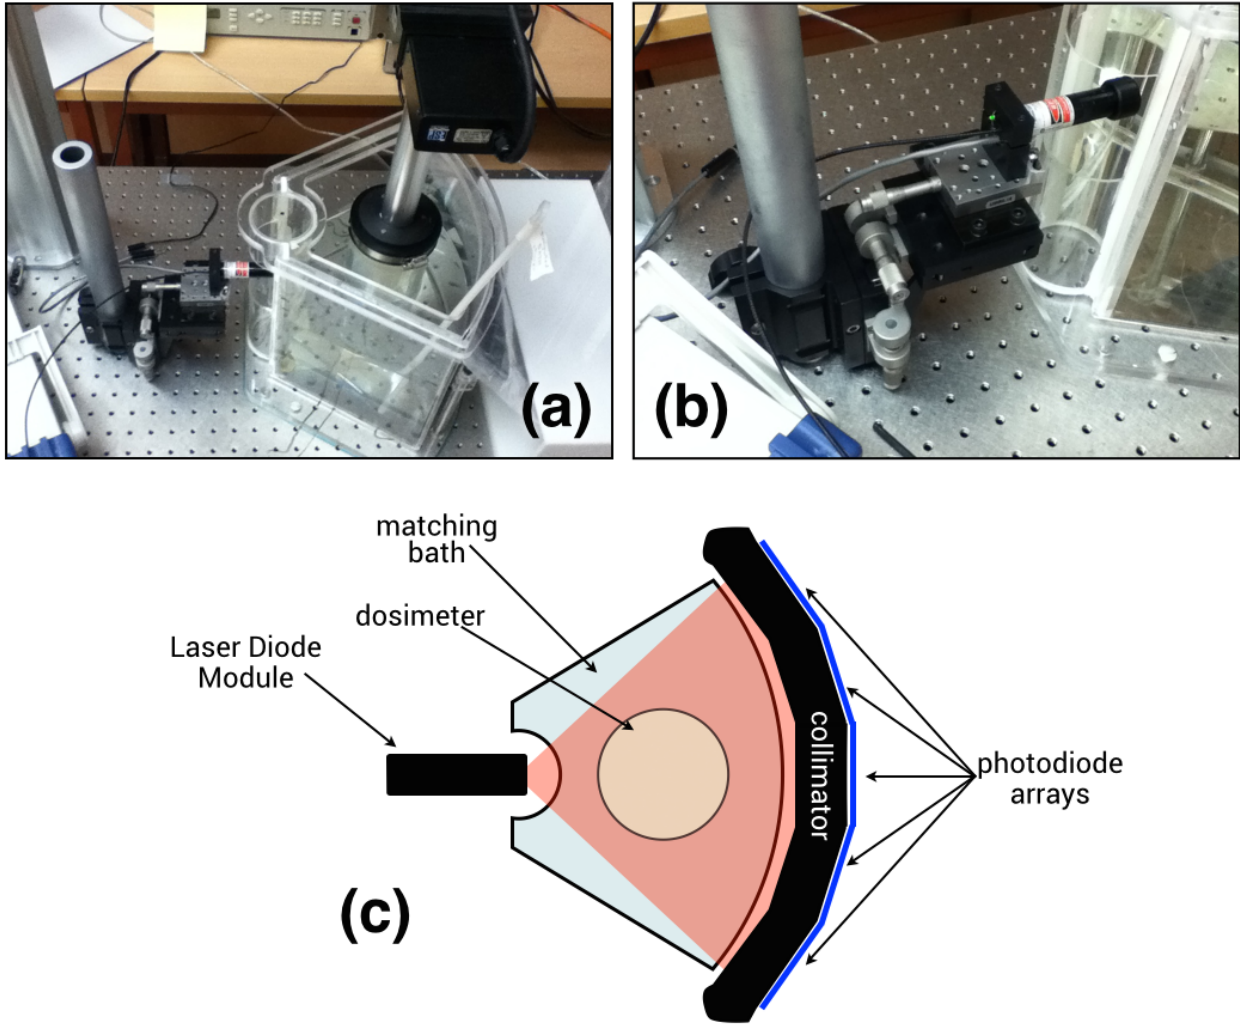 (a)
(b)
matching
bath
dosimeter
Laser Diode
Module
collimator
photodiode
arrays
(c)